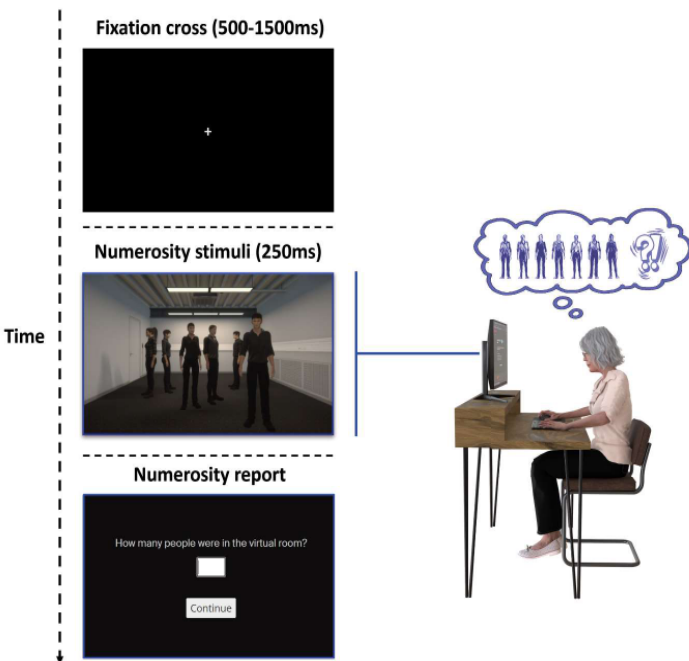 Fixation cross (500-1500ms)
+
Numerosity stimuli (250ms)
Time
Numerosity report
How many people were in the virtual room?
Continue
?!